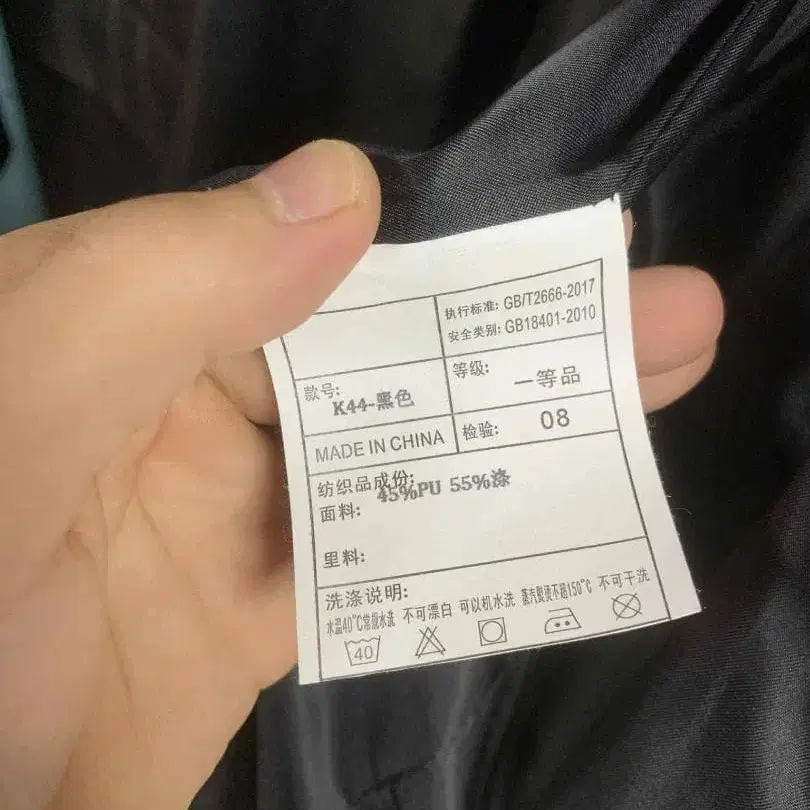 执行标准: GB/T2666-2017
安全类别: GB18401-2010
款号: K44-黑色
等级: 一等品
MADE IN CHINA
检验: 08
纺织品成份:
45%PU 55%涤
面料:
里料:
洗涤说明:
水温40°C常规水洗 不可漂白 可以机水洗 蒸汽熨烫不超150°C 不可干洗
40